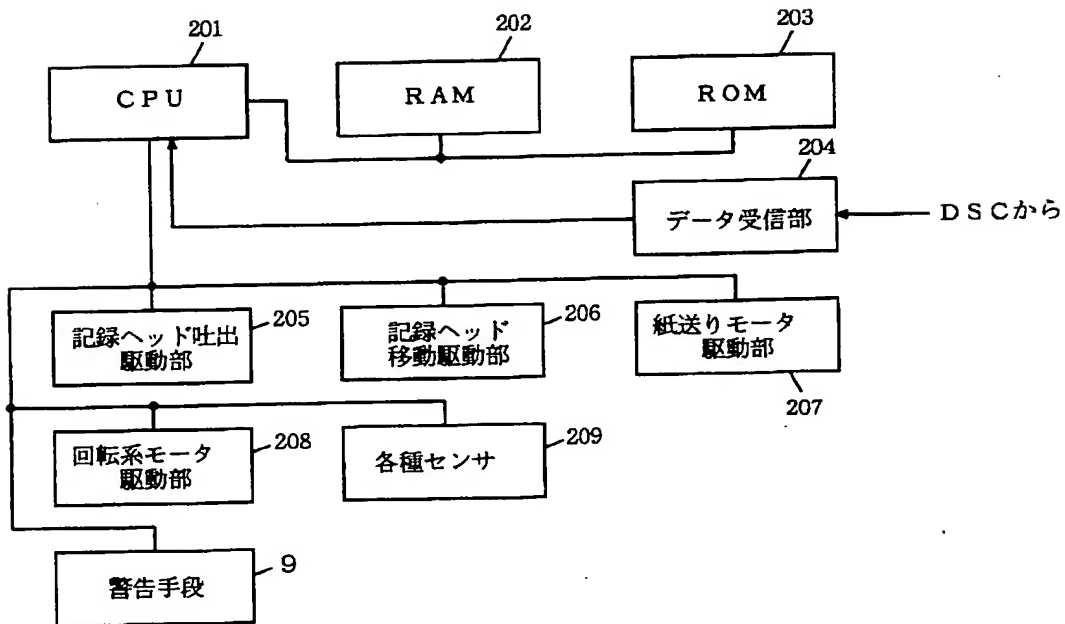 201
202
203
CPU
RAM
ROM
204
データ受信部
DSCから
記録ヘッド吐出
駆動部
205
記録ヘッド
移動駆動部
206
紙送りモータ
駆動部
207
回転系モータ
駆動部
208
各種センサ
209
警告手段
9